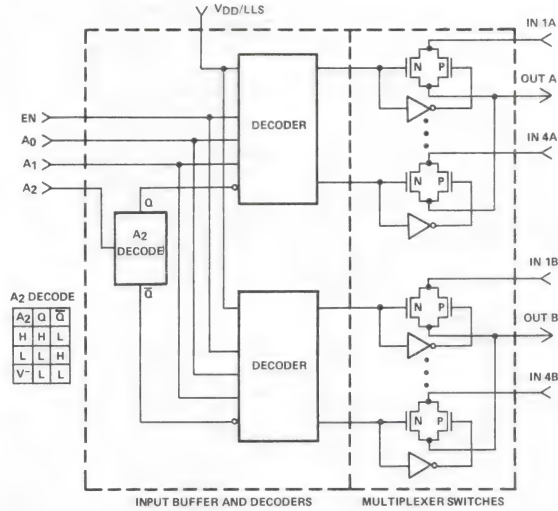 VDD/LLS
IN 1A
N P
OUT A
EN
DECODER
A0
A1
IN 4A
A2
Q
N P
A2
DECODE
IN 1B
Q̅
A2 DECODE
N P
A2 Q Q̅
OUT B
H H L
L L H
DECODER
V- L L
IN 4B
N P
INPUT BUFFER AND DECODERS
MULTIPLEXER SWITCHES